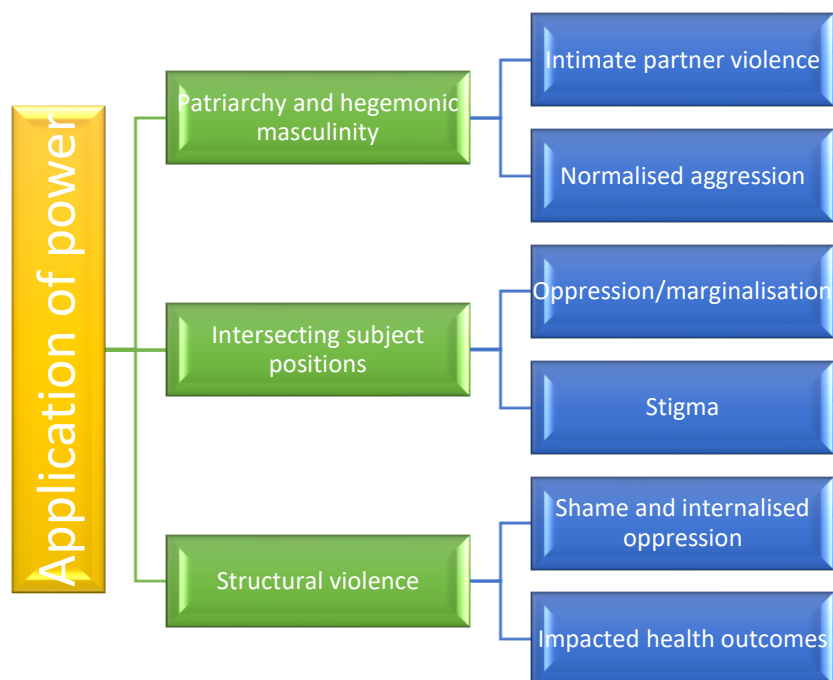 Application of power
Patriarchy and hegemonic
masculinity
Intimate partner violence
Normalised aggression
Intersecting subject
positions
Oppression/marginalisation
Stigma
Structural violence
Shame and internalised
oppression
Impacted health outcomes